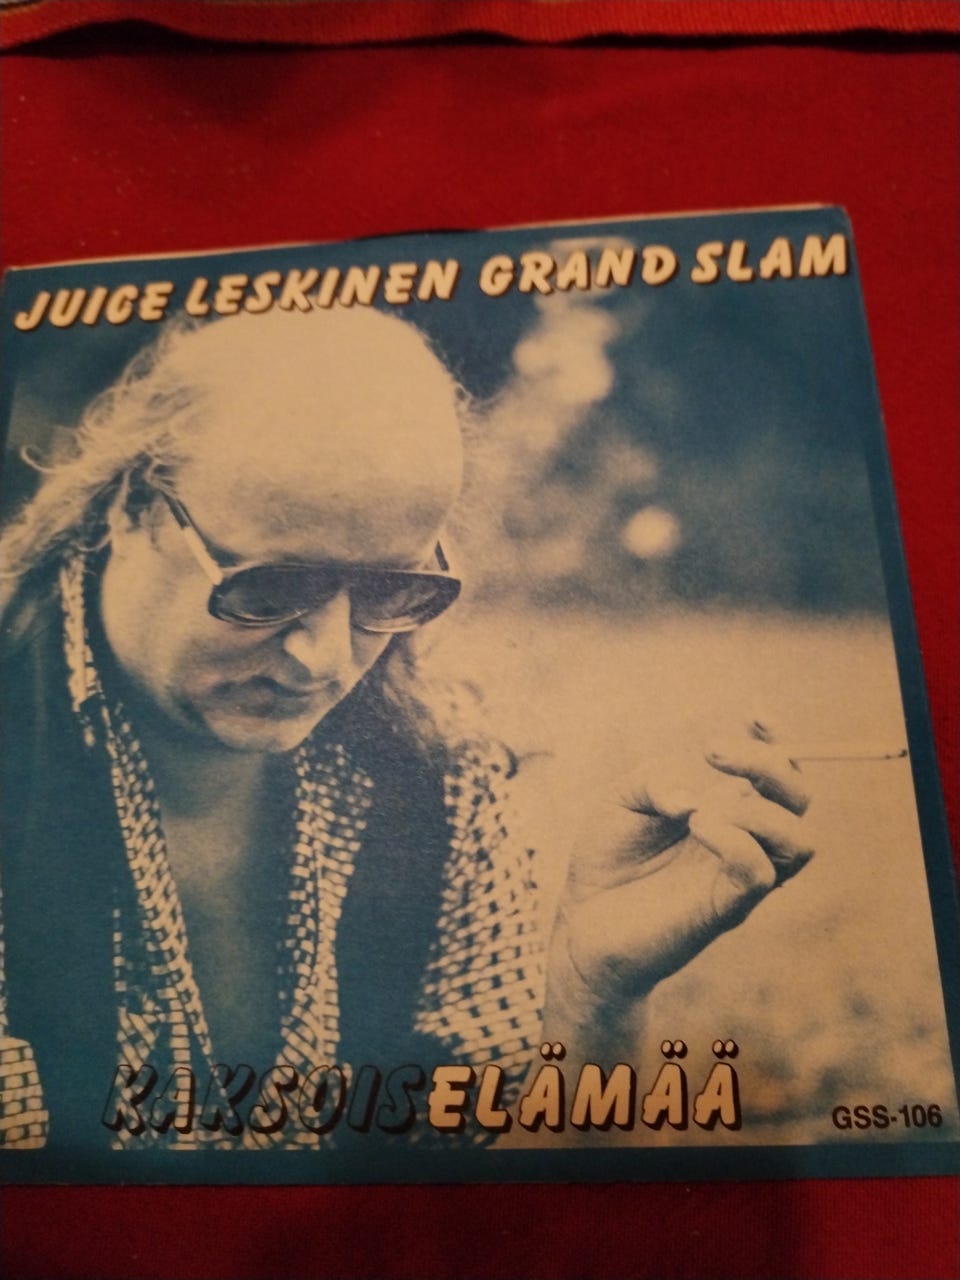 JUICE LESKINEN GRAND SLAM
KAKSOISELÄMÄÄ
GSS-106